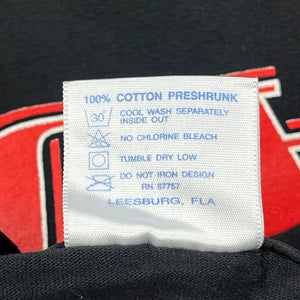 100% COTTON PRESHRUNK
30°
COOL WASH SEPARATELY
INSIDE OUT
NO CHLORINE BLEACH
TUMBLE DRY LOW
DO NOT IRON DESIGN
RN 87757
LEESBURG, FLA